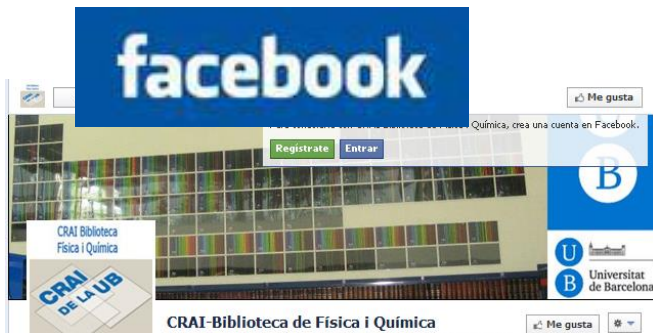 facebook
Me gusta
Química, crea una cuenta en Facebook.
Regístrate Entrar
B
CRAI Biblioteca
Física i Química
CRAI
DE LA UB
U
B
Universitat
de Barcelona
CRAI-Biblioteca de Física i Química
Me gusta